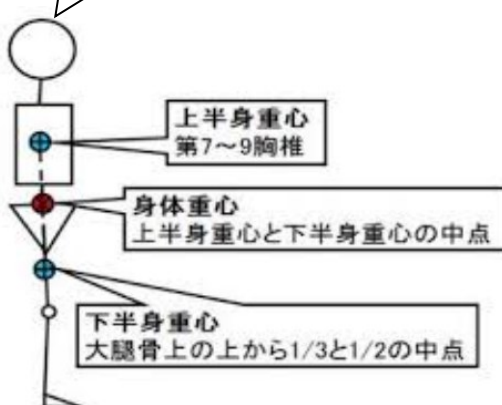 上半身重心
第7～9胸椎
身体重心
上半身重心と下半身重心の中点
下半身重心
大腿骨上の上から1/3と1/2の中点